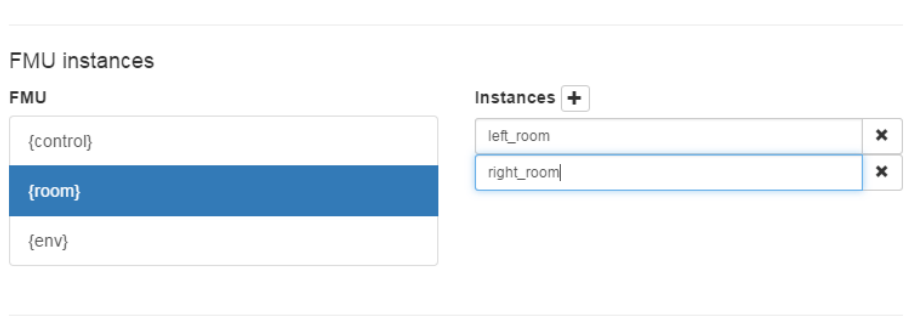 FMU instances
FMU
{control}
{room}
{env}
Instances
left_room
right_room